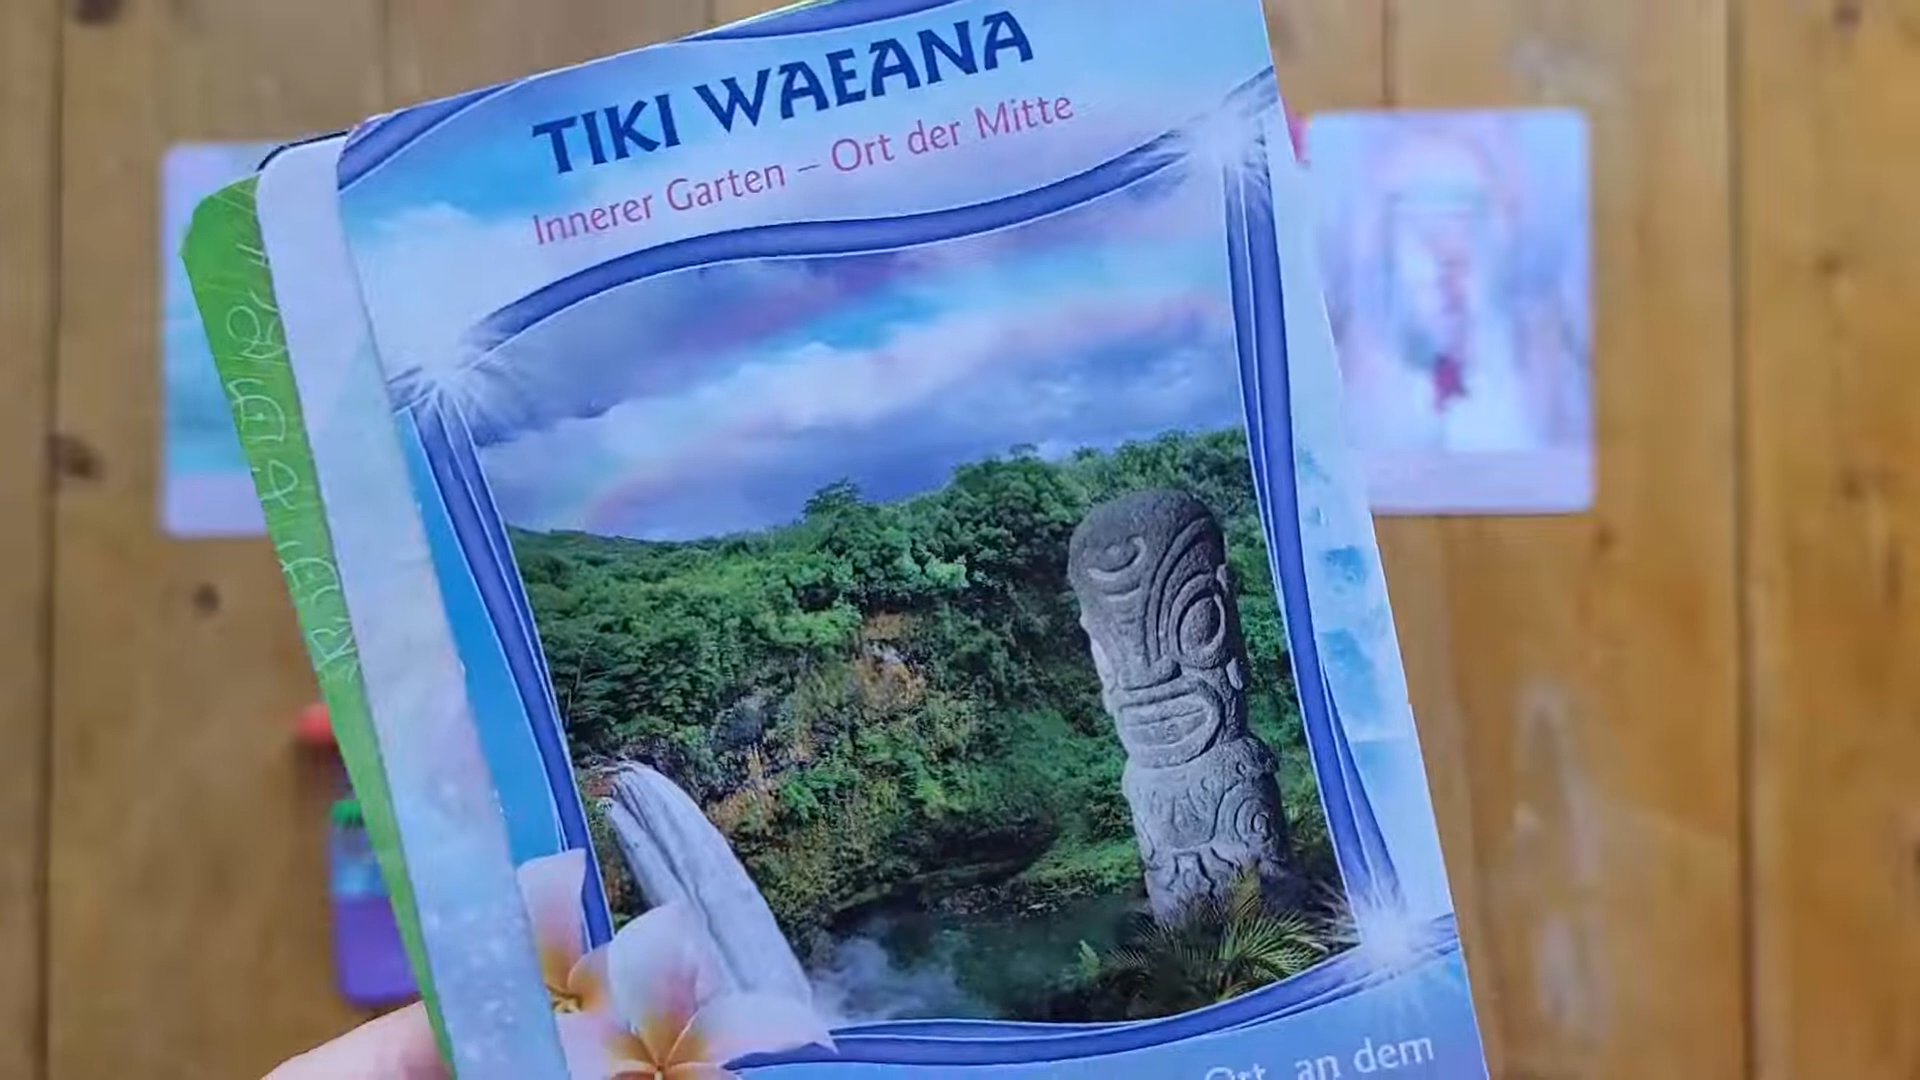 TIKI WAEANA
Innerer Garten – Ort der Mitte
Ort, an dem